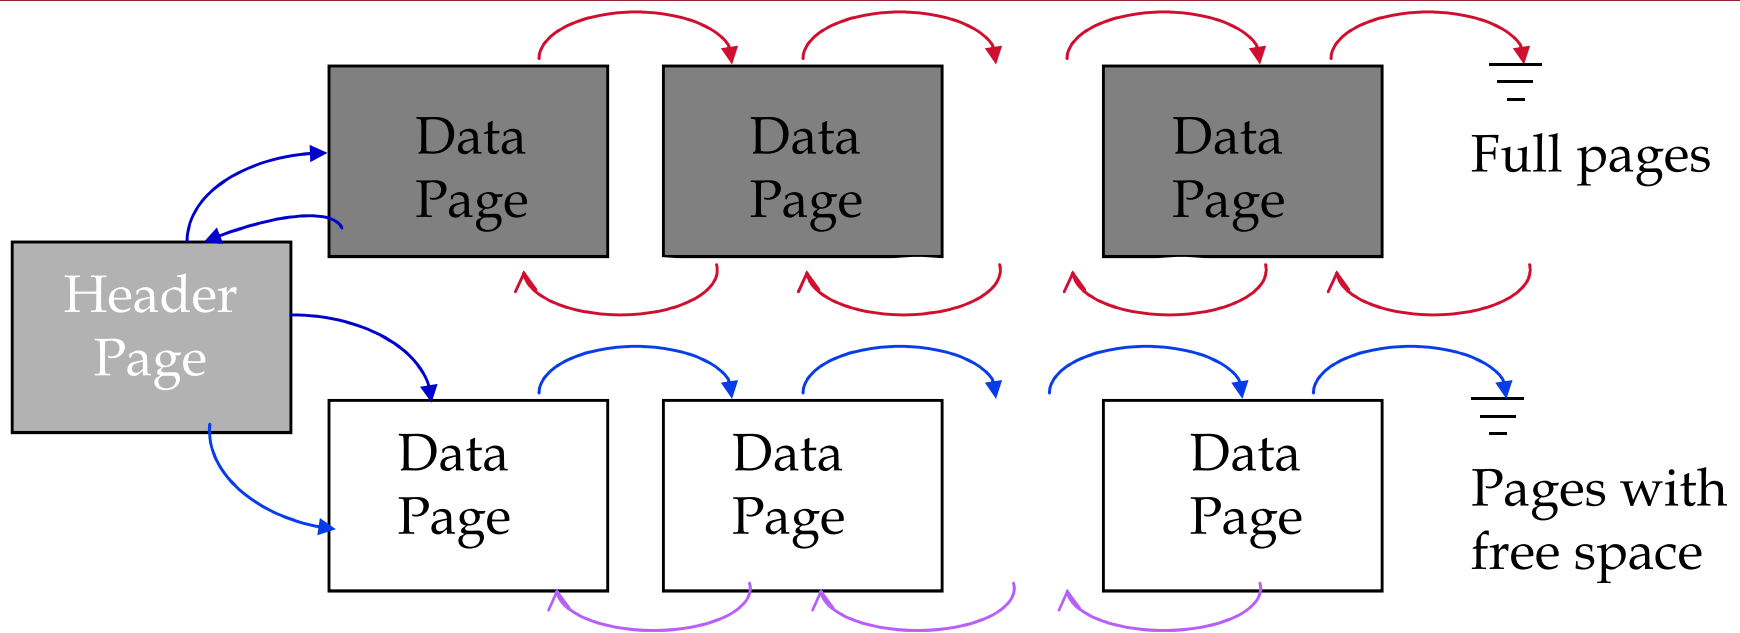 Data
Page
Data
Page
Data
Page
Full pages
Header
Page
Data
Page
Data
Page
Data
Page
Pages with
free space